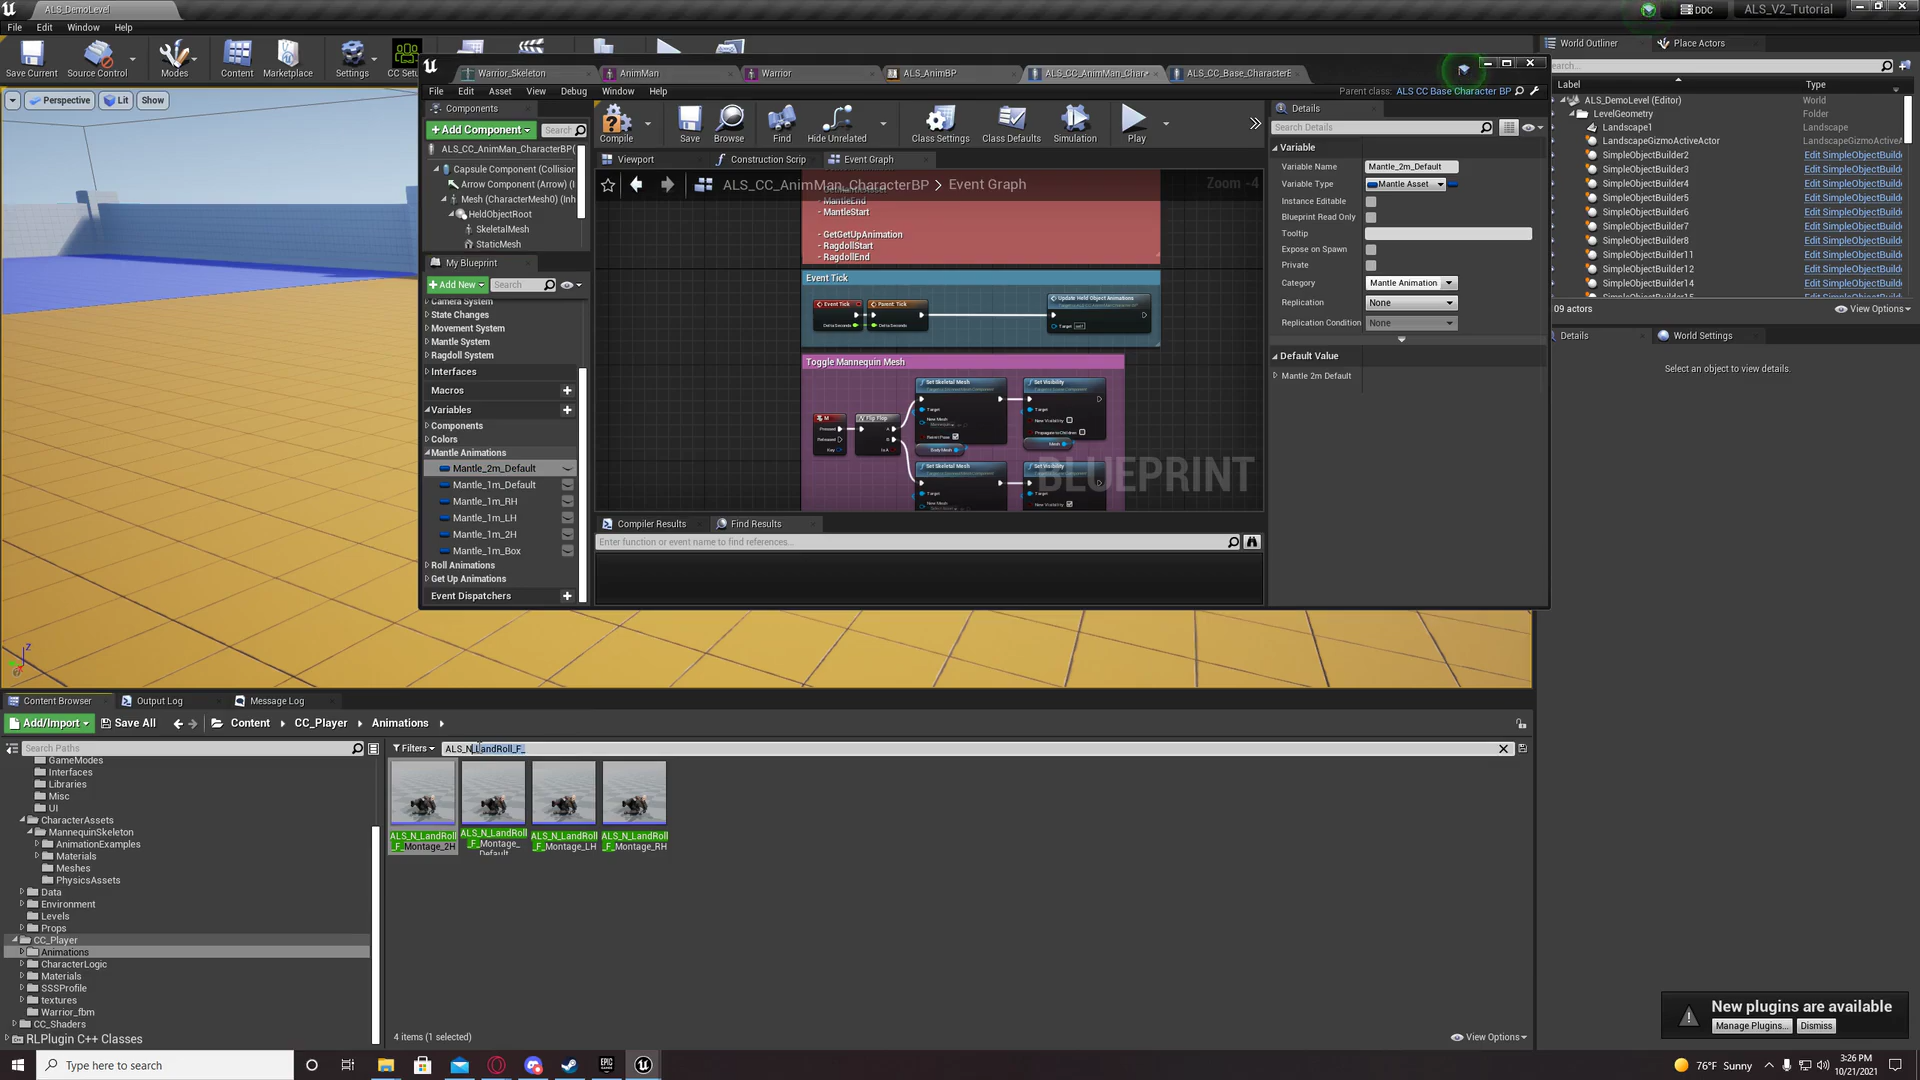 ALS_DemoLevel
DDC
ALS_V2_Tutorial
File Edit Window Help
Save Current
Source Control
Modes
Content
Marketplace
Settings
World Outliner
Place Actors
Perspective
Lit
Show
Warrior_Skeleton
AnimMan
Warrior
ALS_AnimBP
ALS_CC_AnimMan_Char
ALS_CC_Base_CharacterE
File Edit Asset View Debug Window Help
Parent class: ALS CC Base Character BP
Components
+ Add Component
Search
ALS_CC_AnimMan_CharacterBP(
Capsule Component (Collision
Arrow Component (Arrow) (I
Mesh (CharacterMesh0) (Inh
HeldObjectRoot
SkeletalMesh
StaticMesh
My Blueprint
+ Add New
Search
Camera System
State Changes
Movement System
Mantle System
Ragdoll System
Interfaces
Macros
Variables
Components
Colors
Mantle Animations
Mantle_2m_Default
Mantle_1m_Default
Mantle_1m_RH
Mantle_1m_LH
Mantle_1m_2H
Mantle_1m_Box
Roll Animations
Get Up Animations
Event Dispatchers
Compile
Save
Browse
Find
Hide Unrelated
Class Settings
Class Defaults
Simulation
Play
Viewport
Construction Scrip
Event Graph
ALS_CC_AnimMan_CharacterBP > Event Graph
Zoom -4
- MantleEnd
- MantleStart
- GetGetUpAnimation
- RagdollStart
- RagdollEnd
Event Tick
Event Tick
Parent: Tick
Update Held Object Animations
Delta Seconds
Delta Seconds
Target self
Toggle Mannequin Mesh
M
Pressed
Released
Key
Flip Flop
A
B
Is A
Set Skeletal Mesh
Target
New Mesh
Reinit Pose
Body Mesh
Set Visibility
Target
New Visibility
Propagate to Children
Mesh
Set Skeletal Mesh
Target
New Mesh
Set Visibility
Target
New Visibility
BLUEPRINT
Compiler Results
Find Results
Enter function or event name to find references...
Details
Search Details
Variable
Variable Name Mantle_2m_Default
Variable Type Mantle Asset
Instance Editable
Blueprint Read Only
Tooltip
Expose on Spawn
Private
Category Mantle Animation
Replication None
Replication Condition None
Default Value
Mantle 2m Default
Search...
Label
Type
ALS_DemoLevel (Editor) World
LevelGeometry Folder
Landscape1 Landscape
LandscapeGizmoActiveActor LandscapeGizmoActiveA
SimpleObjectBuilder2 Edit SimpleObjectBuild
SimpleObjectBuilder3 Edit SimpleObjectBuild
SimpleObjectBuilder4 Edit SimpleObjectBuild
SimpleObjectBuilder5 Edit SimpleObjectBuild
SimpleObjectBuilder6 Edit SimpleObjectBuild
SimpleObjectBuilder7 Edit SimpleObjectBuild
SimpleObjectBuilder8 Edit SimpleObjectBuild
SimpleObjectBuilder11 Edit SimpleObjectBuild
SimpleObjectBuilder12 Edit SimpleObjectBuild
SimpleObjectBuilder14 Edit SimpleObjectBuild
09 actors
View Options
Details
World Settings
Select an object to view details.
Content Browser
Output Log
Message Log
Add/Import
Save All
Content
CC_Player
Animations
Search Paths
Filters
ALS_N_LandRoll_F_
GameModes
Interfaces
Libraries
Misc
UI
CharacterAssets
MannequinSkeleton
AnimationExamples
Materials
Meshes
PhysicsAssets
Data
Environment
Levels
Props
CC_Player
Animations
CharacterLogic
Materials
SSSProfile
textures
Warrior_fbm
CC_Shaders
RLPlugin C++ Classes
ALS_N_LandRoll
_F_Montage_2H
ALS_N_LandRoll
_F_Montage_
Default
ALS_N_LandRoll
_F_Montage_LH
ALS_N_LandRoll
_F_Montage_RH
4 items (1 selected)
View Options
New plugins are available
Manage Plugins...
Dismiss
Type here to search
EPIC GAMES
76°F Sunny
3:26 PM
10/21/2021